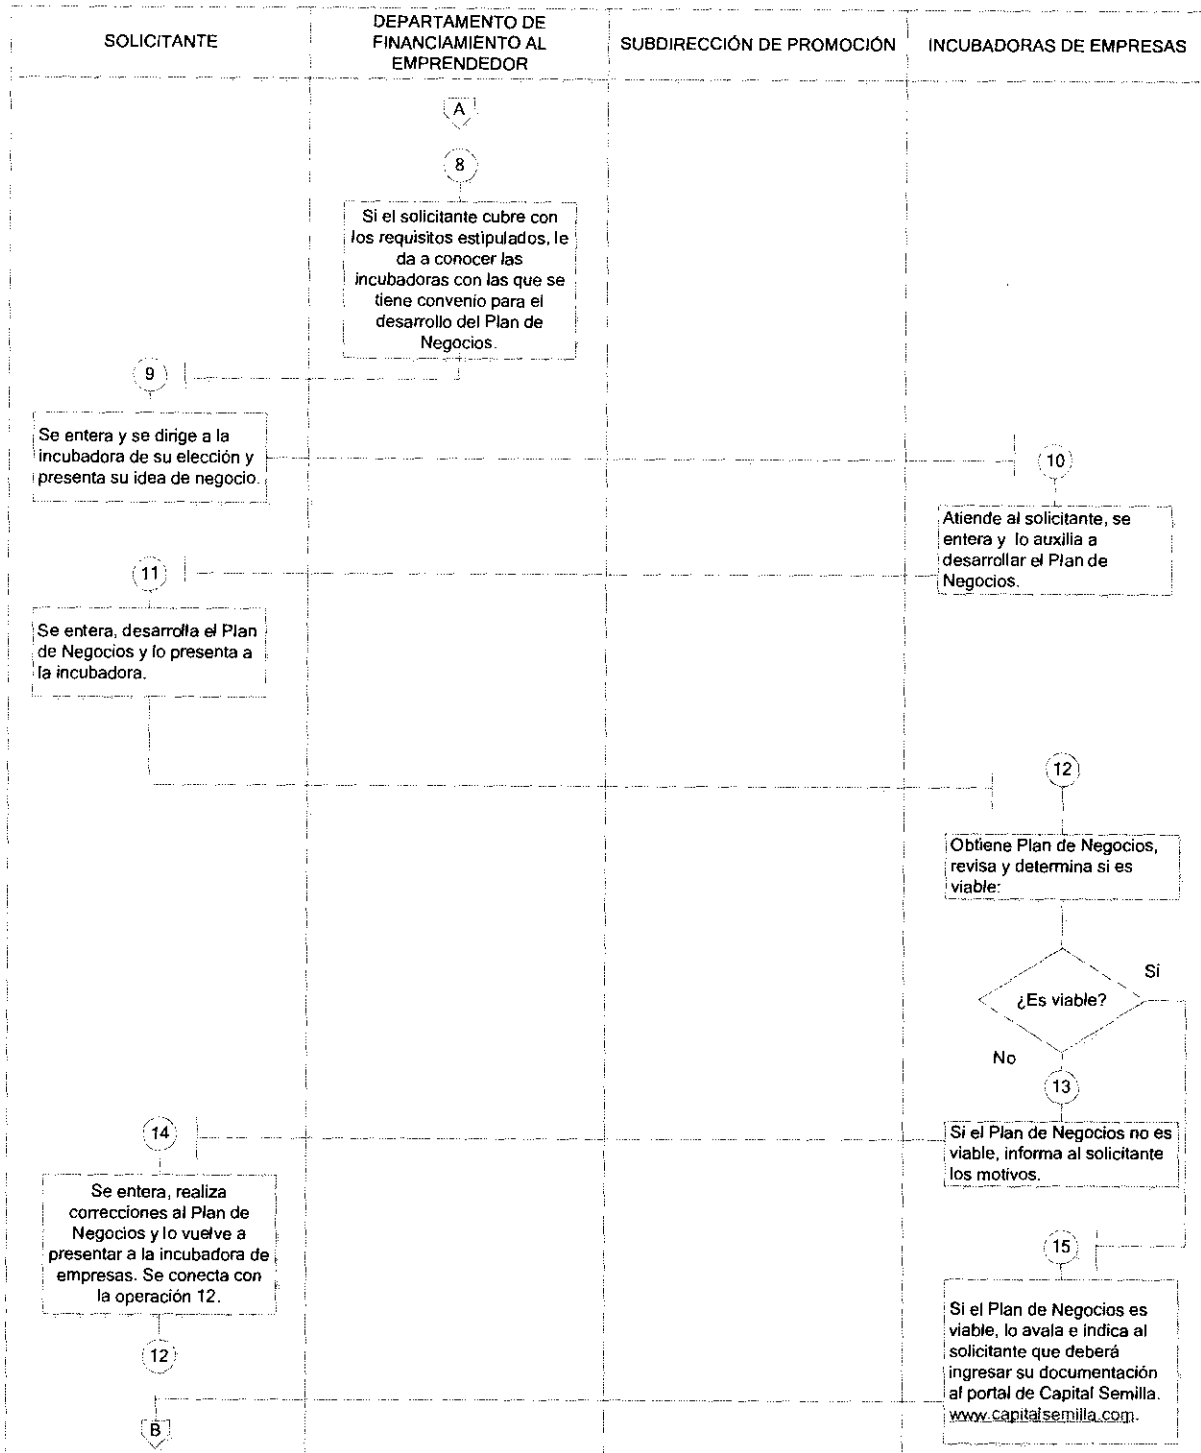 SOLICITANTE
DEPARTAMENTO DE
FINANCIAMIENTO AL
EMPRENDEDOR
SUBDIRECCIÓN DE PROMOCIÓN
INCUBADORAS DE EMPRESAS
A
8
Si el solicitante cubre con
los requisitos estipulados, le
da a conocer las
incubadoras con las que se
tiene convenio para el
desarrollo del Plan de
Negocios.
9
Se entera y se dirige a la
incubadora de su elección y
presenta su idea de negocio.
10
Atiende al solicitante, se
entera y lo auxilia a
desarrollar el Plan de
Negocios.
11
Se entera, desarrolla el Plan
de Negocios y lo presenta a
la incubadora.
12
Obtiene Plan de Negocios,
revisa y determina si es
viable:
¿Es viable?
Sí
No
13
Si el Plan de Negocios no es
viable, informa al solicitante
los motivos.
14
Se entera, realiza
correcciones al Plan de
Negocios y lo vuelve a
presentar a la incubadora de
empresas. Se conecta con
la operación 12.
12
15
Si el Plan de Negocios es
viable, lo avala e indica al
solicitante que deberá
ingresar su documentación
al portal de Capital Semilla.
www.capitalsemilla.com.
B